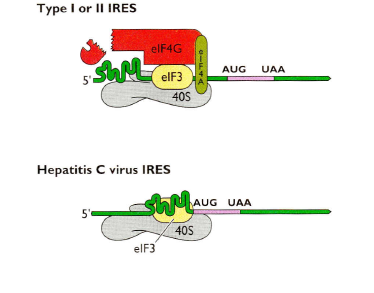 Type I or II IRES
eIF4G
eIF3
eIF4A
AUG UAA
5'
40S
Hepatitis C virus IRES
AUG UAA
5'
40S
eIF3